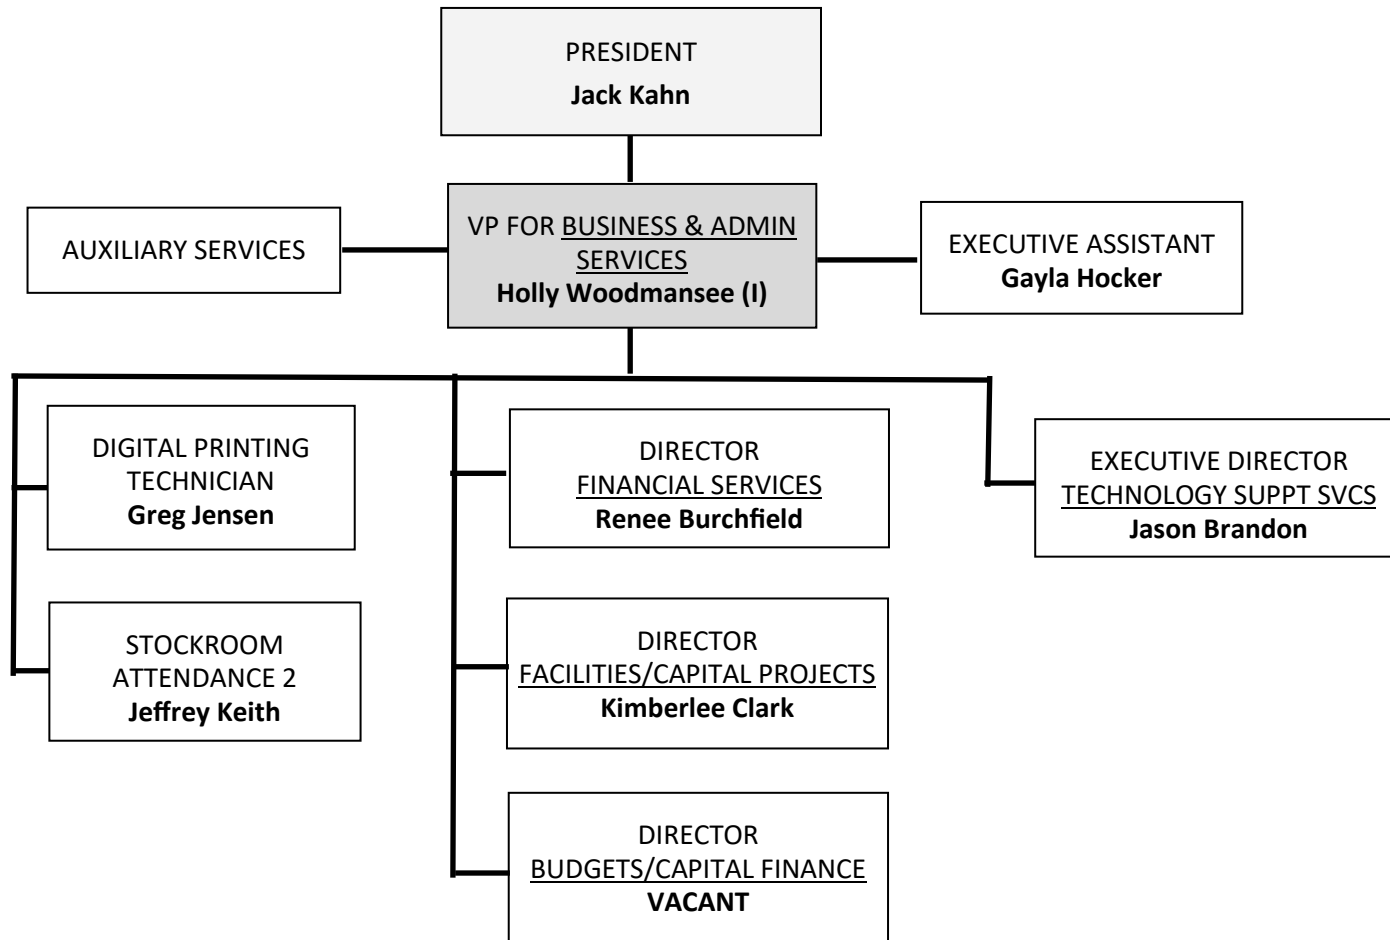 PRESIDENT
Jack Kahn
AUXILIARY SERVICES
VP FOR BUSINESS & ADMIN
SERVICES
Holly Woodmansee (I)
EXECUTIVE ASSISTANT
Gayla Hocker
DIGITAL PRINTING
TECHNICIAN
Greg Jensen
DIRECTOR
FINANCIAL SERVICES
Renee Burchfield
EXECUTIVE DIRECTOR
TECHNOLOGY SUPPT SVCS
Jason Brandon
STOCKROOM
ATTENDANCE 2
Jeffrey Keith
DIRECTOR
FACILITIES/CAPITAL PROJECTS
Kimberlee Clark
DIRECTOR
BUDGETS/CAPITAL FINANCE
VACANT